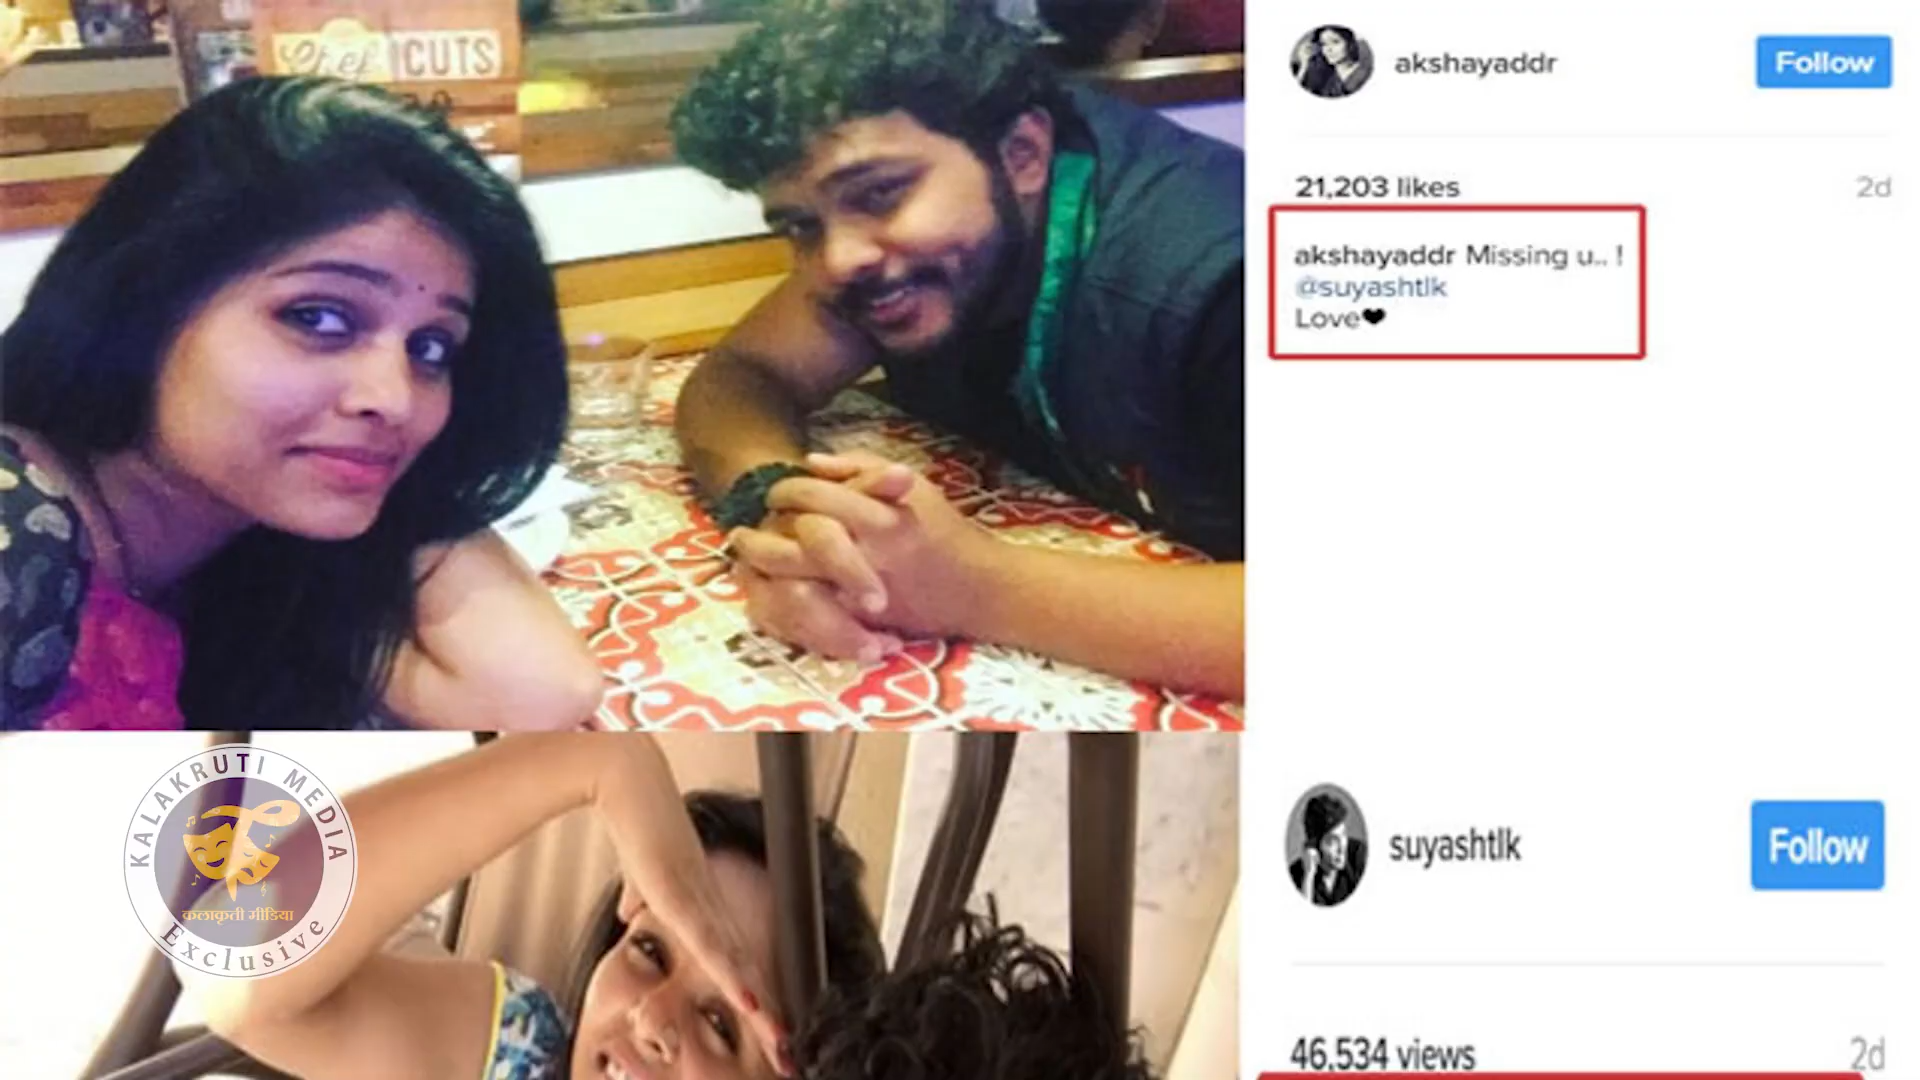 Chef CUTS
akshayaddr
Follow
21,203 likes
2d
akshayaddr Missing u.. !
@suyashtlk
Love❤
KALAKRUTI MEDIA
कलाकृती मीडिया
Exclusive
suyashtlk
Follow
46,534 views
2d